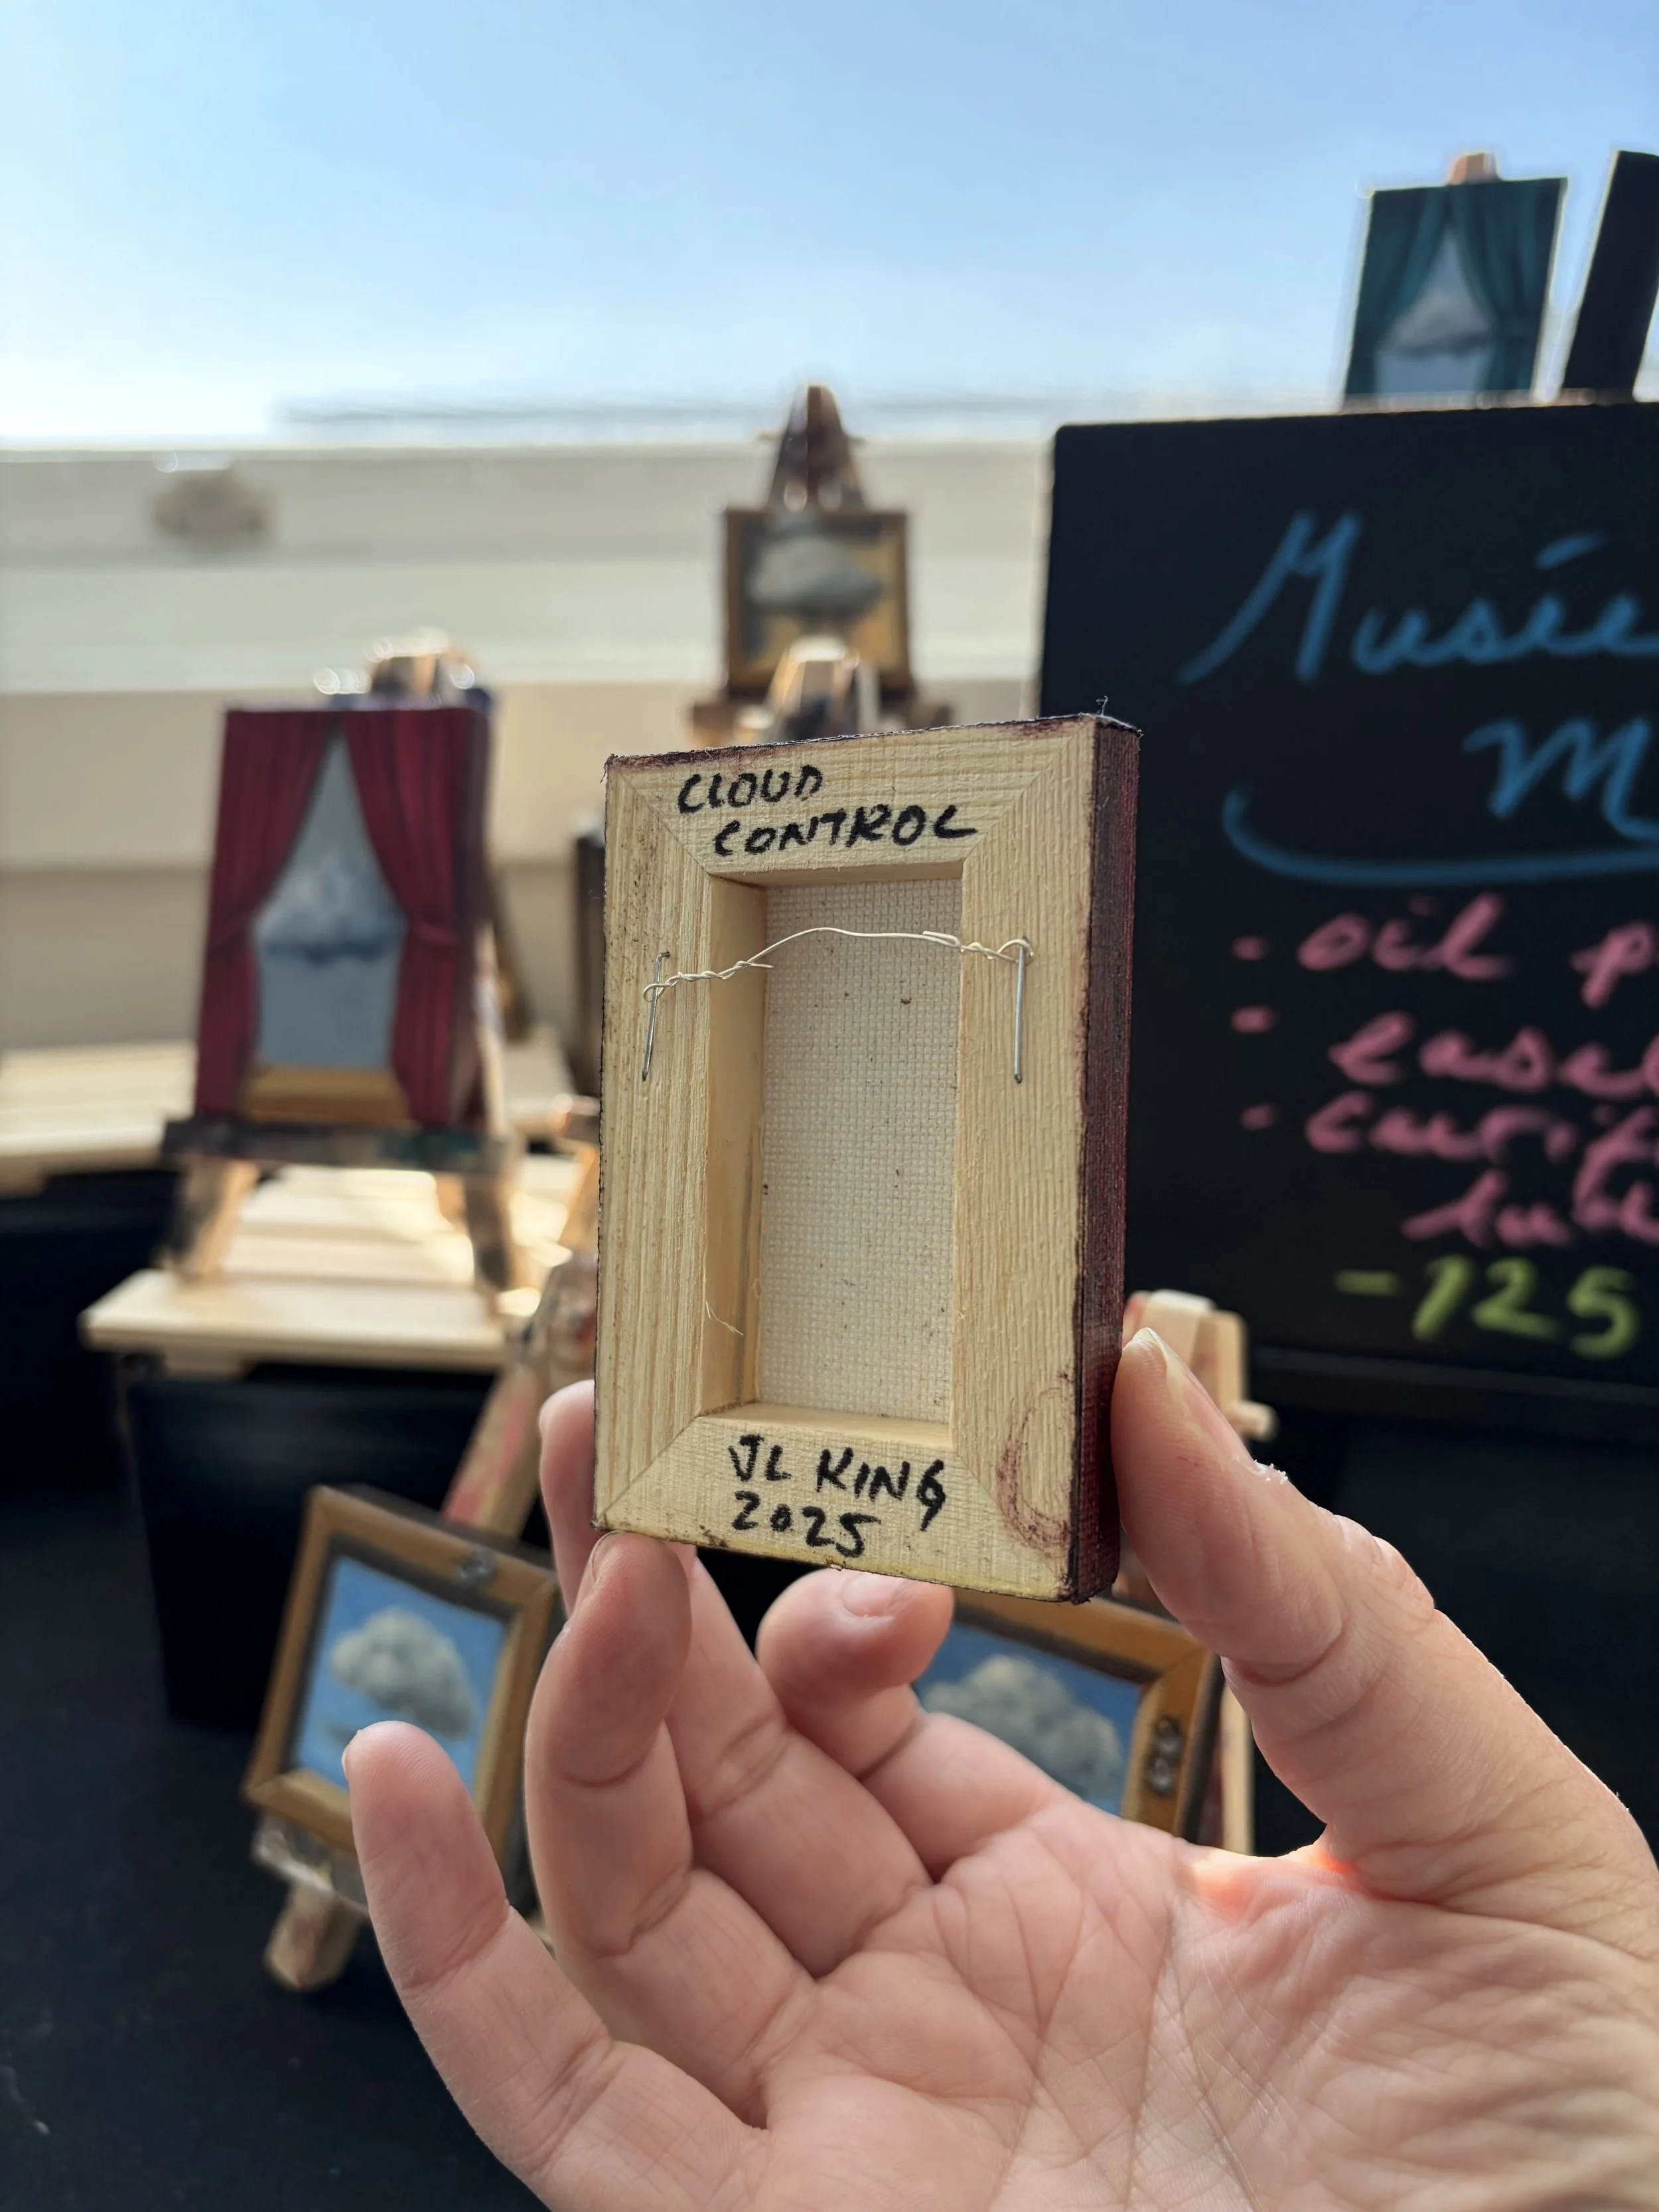 CLOUD
CONTROL
JL KING
2025
Musée
M
- oil p
- easel
-
-125